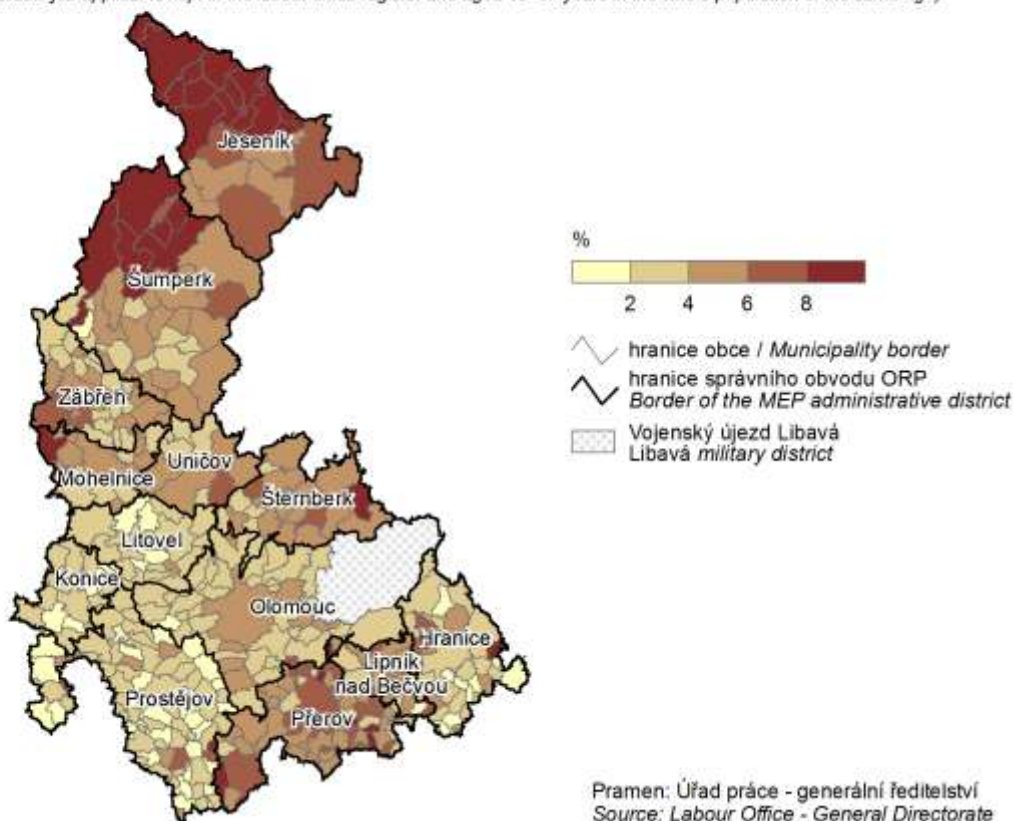 Jeseník
Šumperk
%
2 4 6 8
hranice obce / Municipality border
hranice správního obvodu ORP
Border of the MEP administrative district
Vojenský újezd Libavá
Libavá military district
Zábřeh
Uničov
Mohelnice
Šternberk
Litovel
Konice
Olomouc
Hranice
Lipník
nad Bečvou
Prostějov
Přerov
Pramen: Úřad práce - generální ředitelství
Source: Labour Office - General Directorate